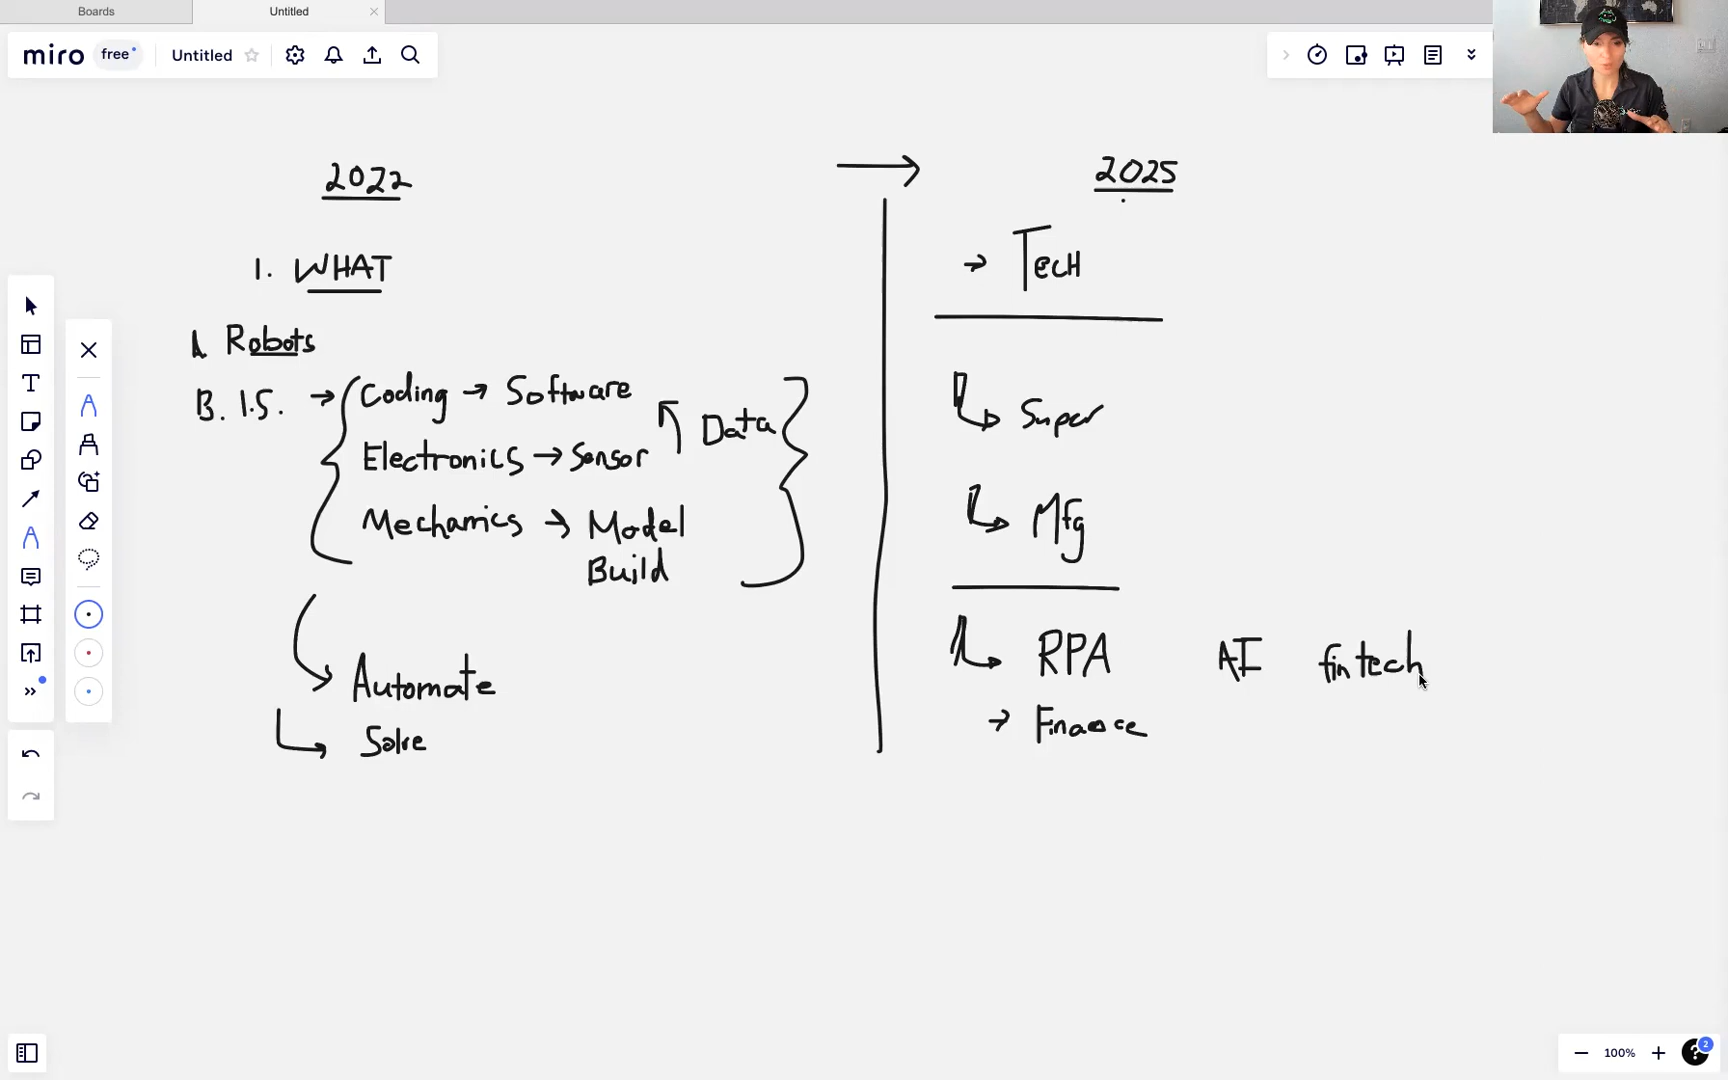 Boards
Untitled
miro free Untitled
2022
1. WHAT
A. Robots
B. I.S. → Coding → Software
Electronics → Sensor
Data
Mechanics → Model
Build
Automate
Solve
→ 2025
→ Tech
Super
Mfg
RPA AI fintech
→ Finance
100%
2